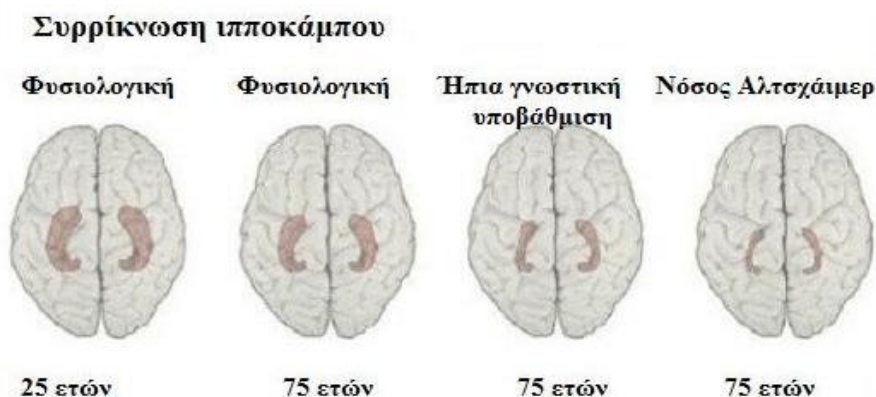 Συρρίκνωση ιπποκάμπου
Φυσιολογική
Φυσιολογική
Ήπια γνωστική
υποβάθμιση
Νόσος Αλτσχάιμερ
25 ετών
75 ετών
75 ετών
75 ετών